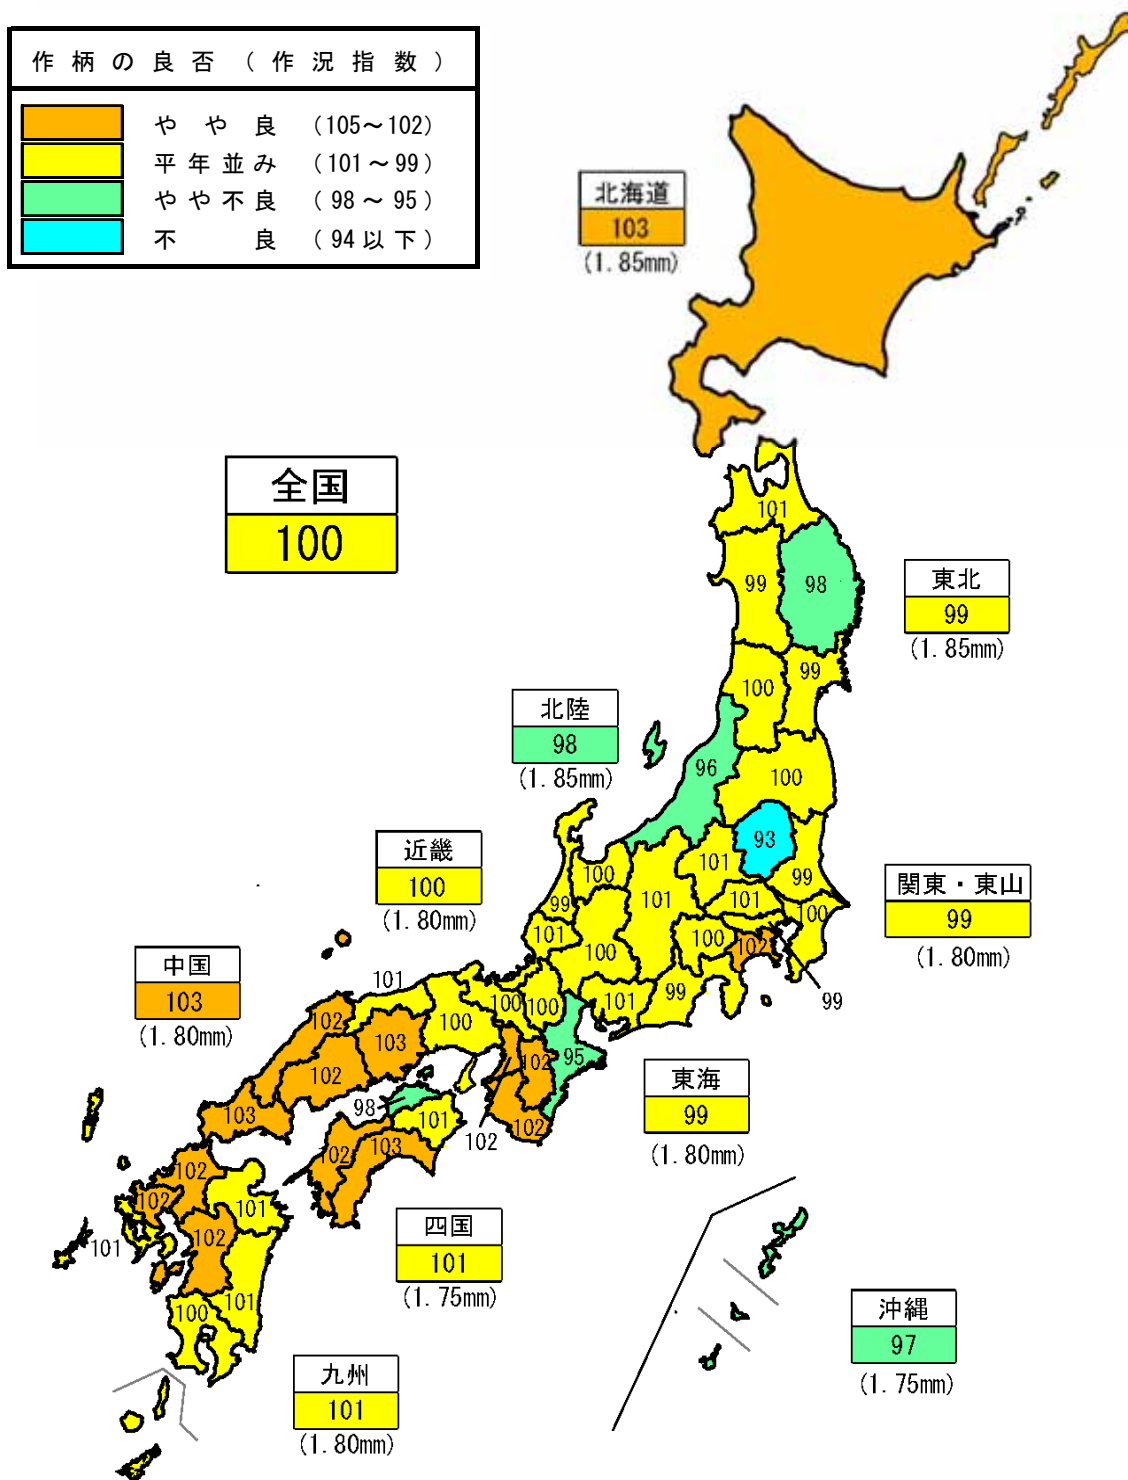 作柄の良否（作況指数）
やや良（105～102）
平年並み（101～99）
やや不良（98～95）
不良（94以下）
北海道
103
(1.85mm)
全国
100
101
99
98
東北
99
(1.85mm)
100
99
北陸
98
(1.85mm)
96
100
93
近畿
100
(1.80mm)
100
101
99
関東・東山
99
(1.80mm)
99
101
101
100
101
100
100
102
99
中国
103
(1.80mm)
101
102
103
100
100
100
101
99
102
102
95
東海
99
(1.80mm)
103
98
101
102
102
102
103
102
102
101
102
101
四国
101
(1.75mm)
100
101
沖縄
97
(1.75mm)
九州
101
(1.80mm)